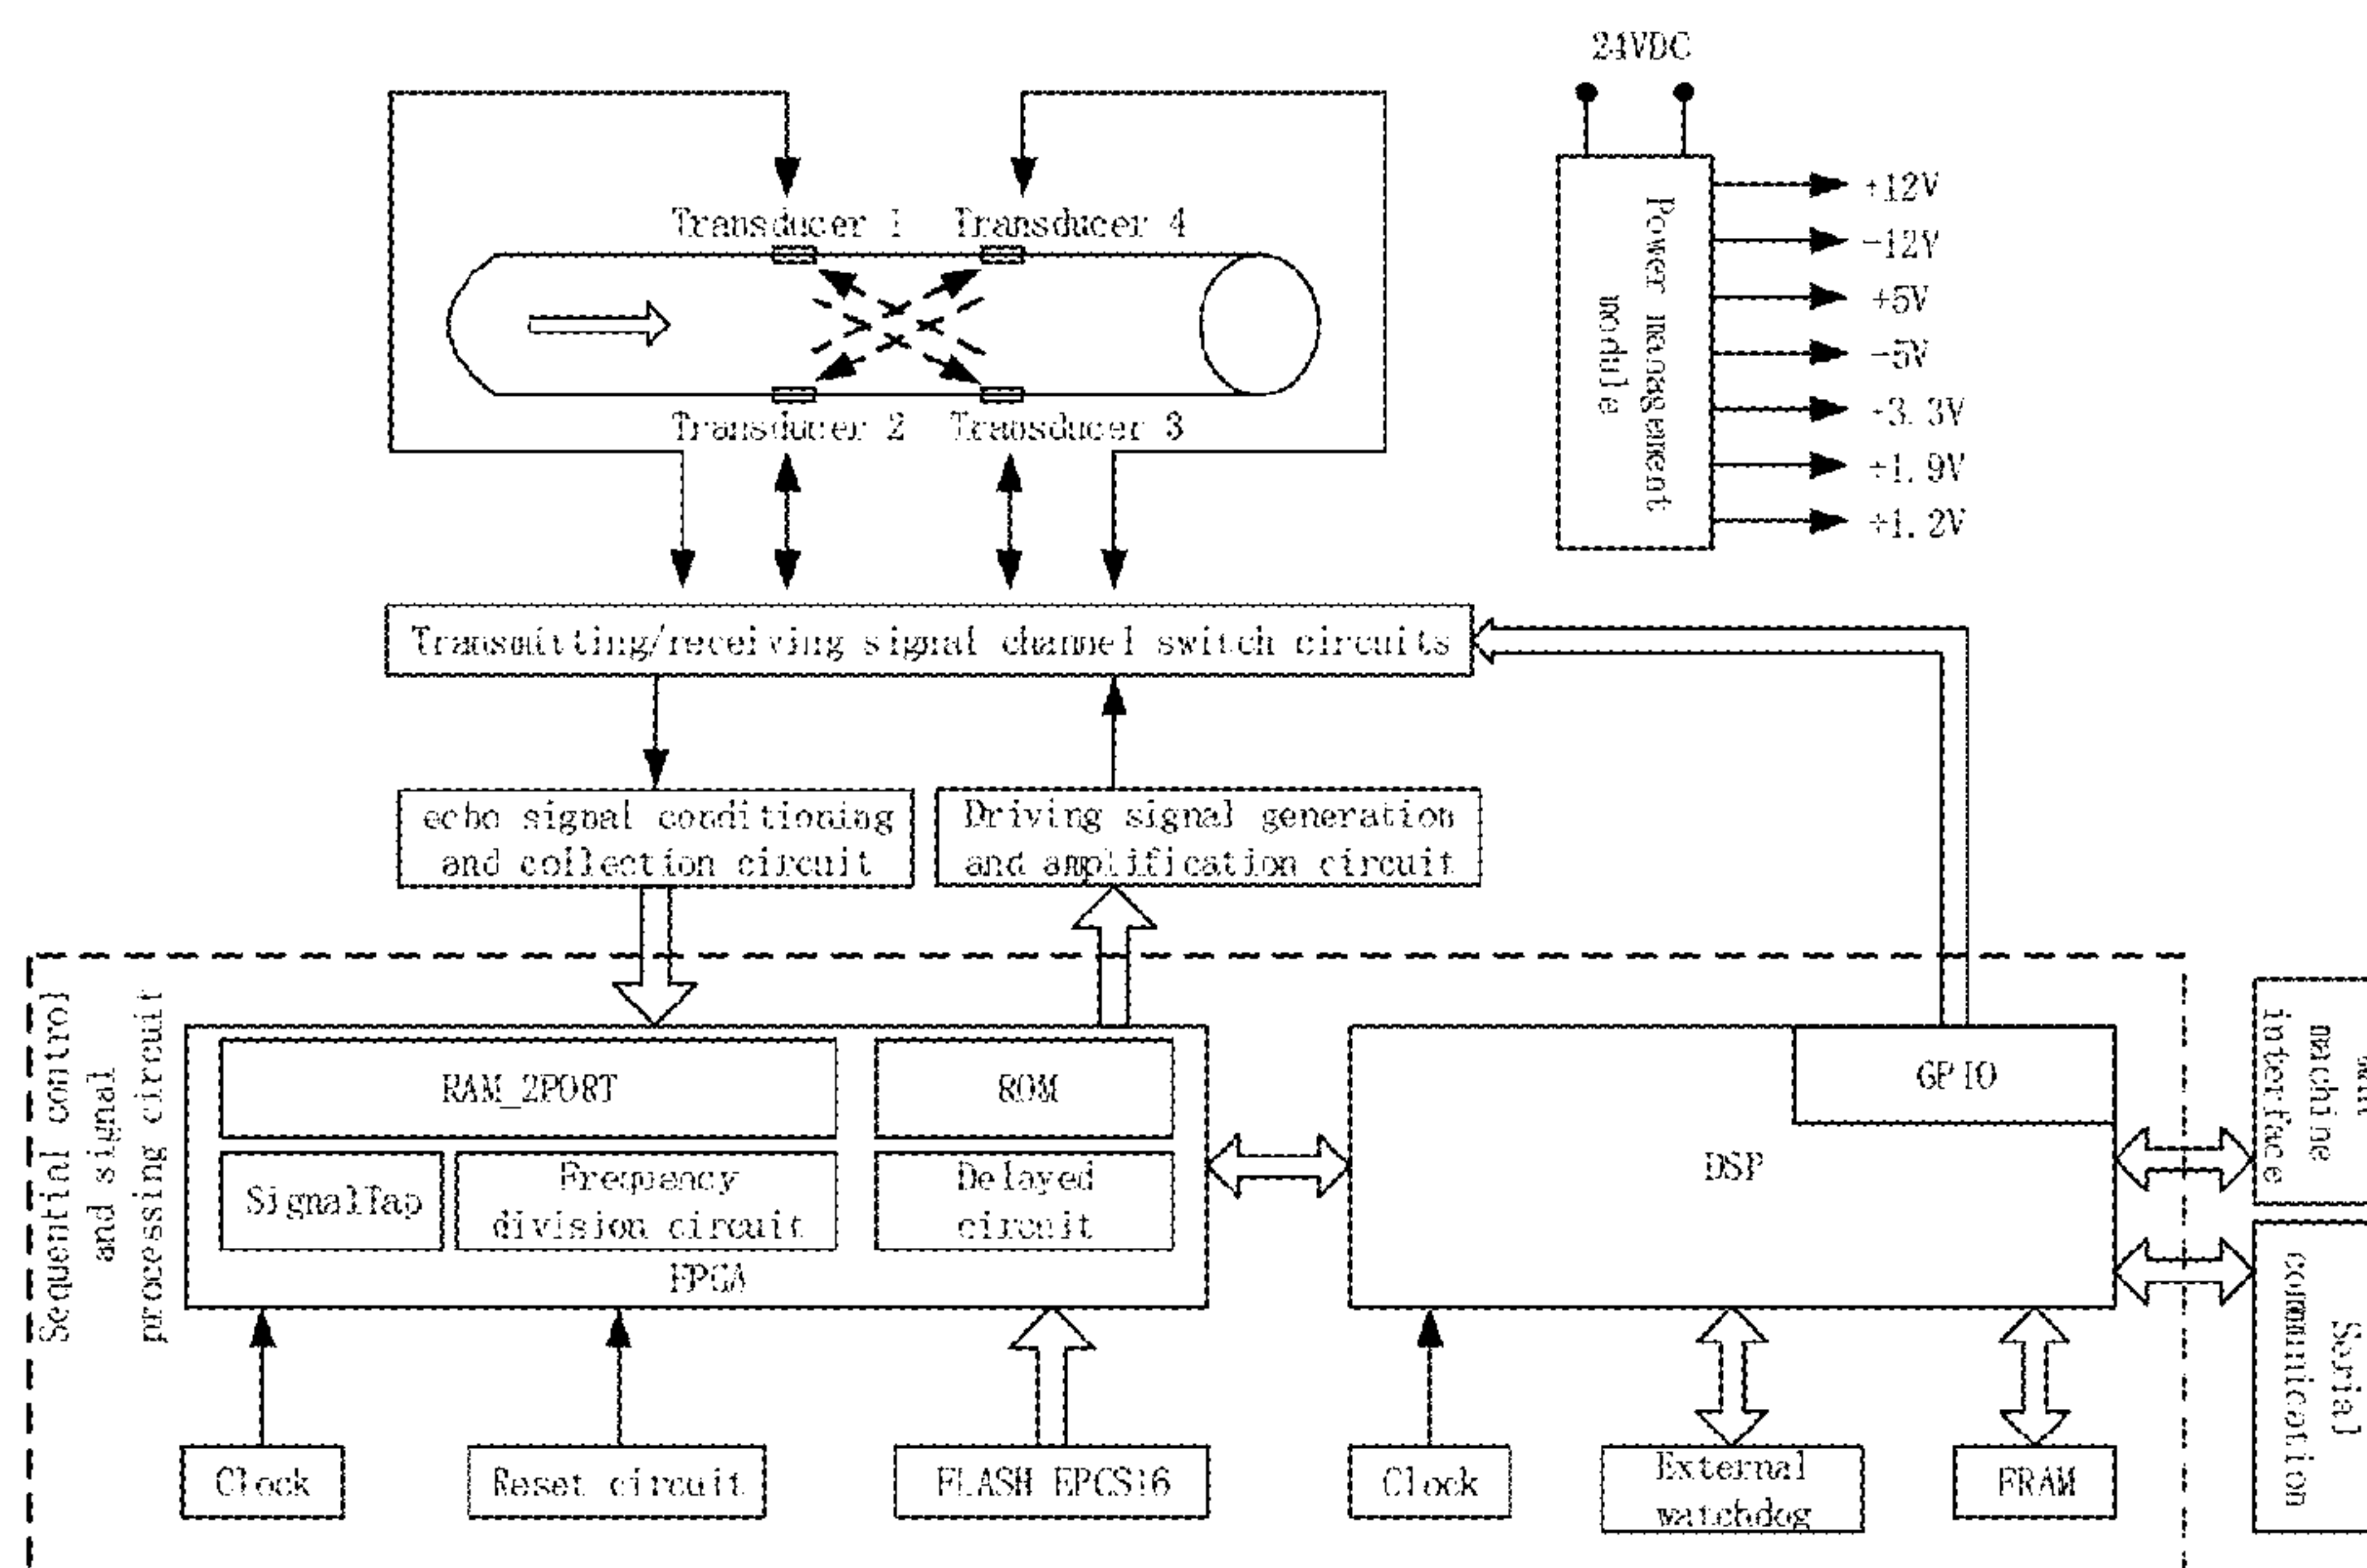 24VDC
Transducer 1
Transducer 4
Transducer 2
Transducer 3
Power management
module
+12V
-12V
+5V
-5V
+3.3V
+1.9V
+1.2V
Transmitting/receiving signal channel switch circuits
echo signal conditioning
and collection circuit
Driving signal generation
and amplification circuit
Sequential control
and signal
processing circuit
RAM_2PORT
ROM
SignalTap
Frequency
division circuit
Delayed
circuit
FPGA
GPIO
DSP
machine
interface
Serial
communication
Clock
Reset circuit
FLASH EPCS16
Clock
External
watchdog
FRAM